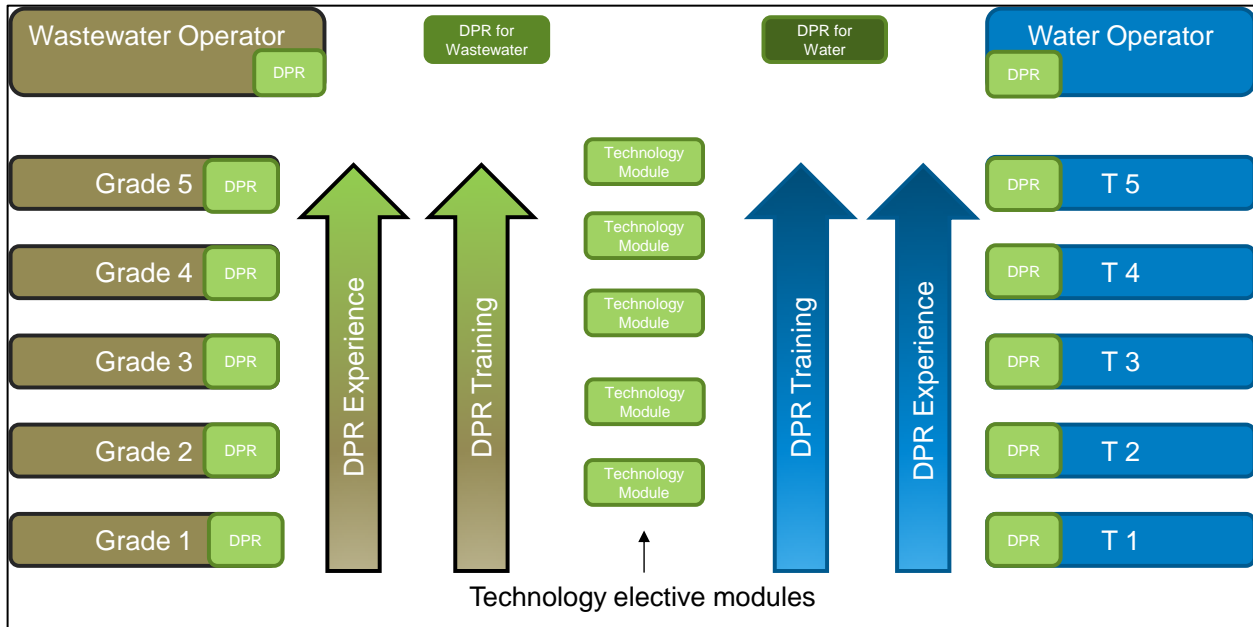 Wastewater Operator
DPR
DPR for
Wastewater
DPR for
Water
Water Operator
DPR
Grade 5
DPR
Grade 4
DPR
Grade 3
DPR
Grade 2
DPR
Grade 1
DPR
DPR Experience
DPR Training
Technology
Module
Technology
Module
Technology
Module
Technology
Module
Technology
Module
Technology elective modules
DPR Training
DPR Experience
DPR
T 5
DPR
T 4
DPR
T 3
DPR
T 2
DPR
T 1